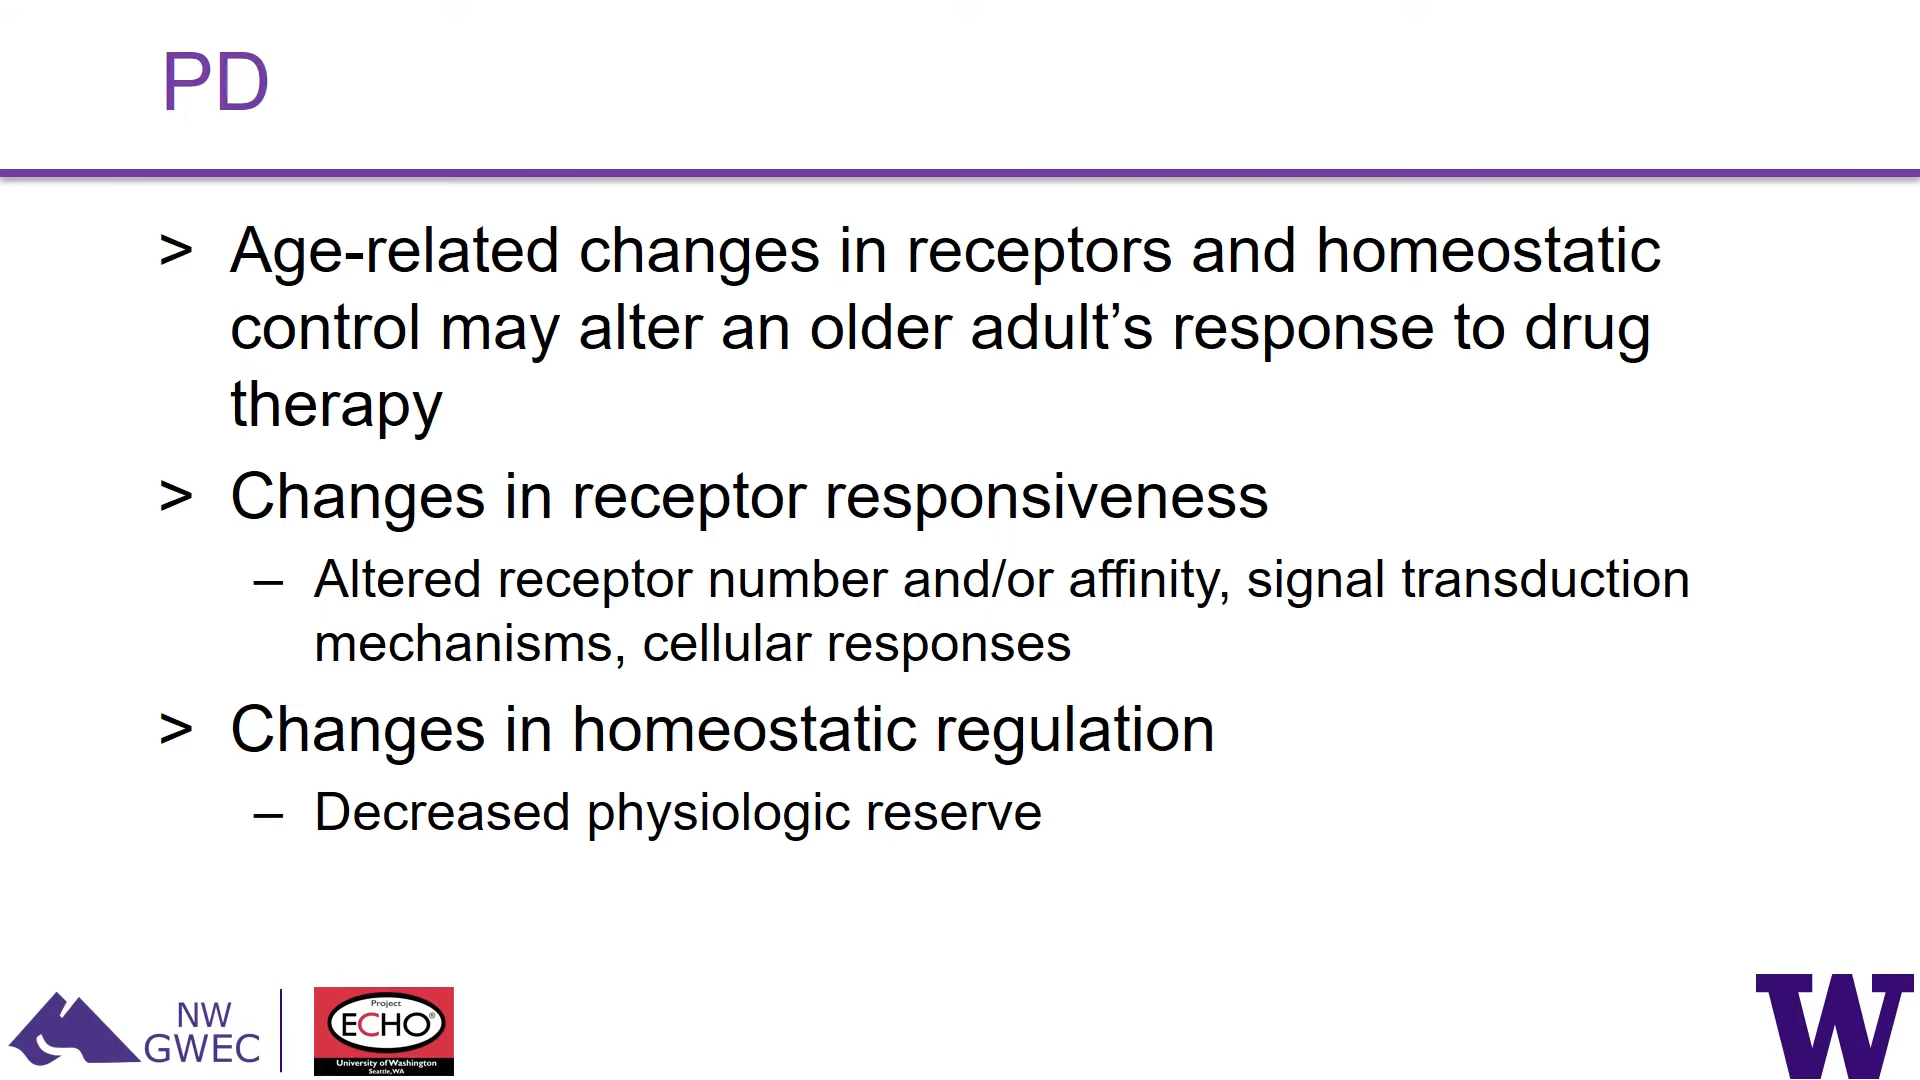 PD
> Age-related changes in receptors and homeostatic
control may alter an older adult’s response to drug
therapy
> Changes in receptor responsiveness
– Altered receptor number and/or affinity, signal transduction
mechanisms, cellular responses
> Changes in homeostatic regulation
– Decreased physiologic reserve
NW
GWEC
Project
ECHO®
University of Washington
Seattle, WA
W